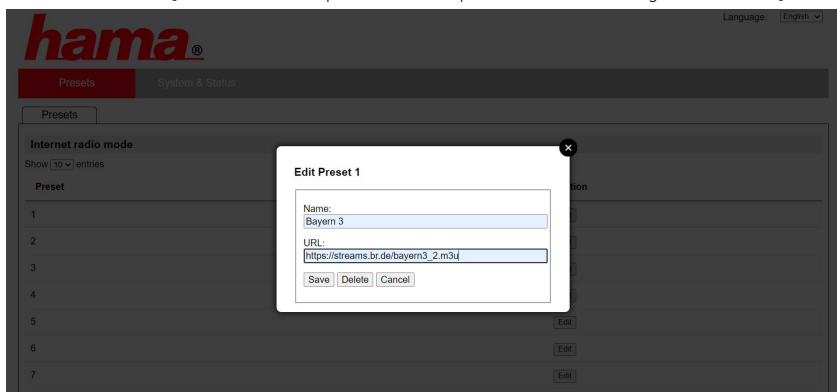 Language: English
hama®
Presets System & Status
Presets
Internet radio mode
Show 10 entries
Preset
1
2
3
4
5 Edit
6 Edit
7 Edit
Edit Preset 1
Name:
Bayern 3
URL:
https://streams.br.de/bayern3_2.m3u
Save Delete Cancel